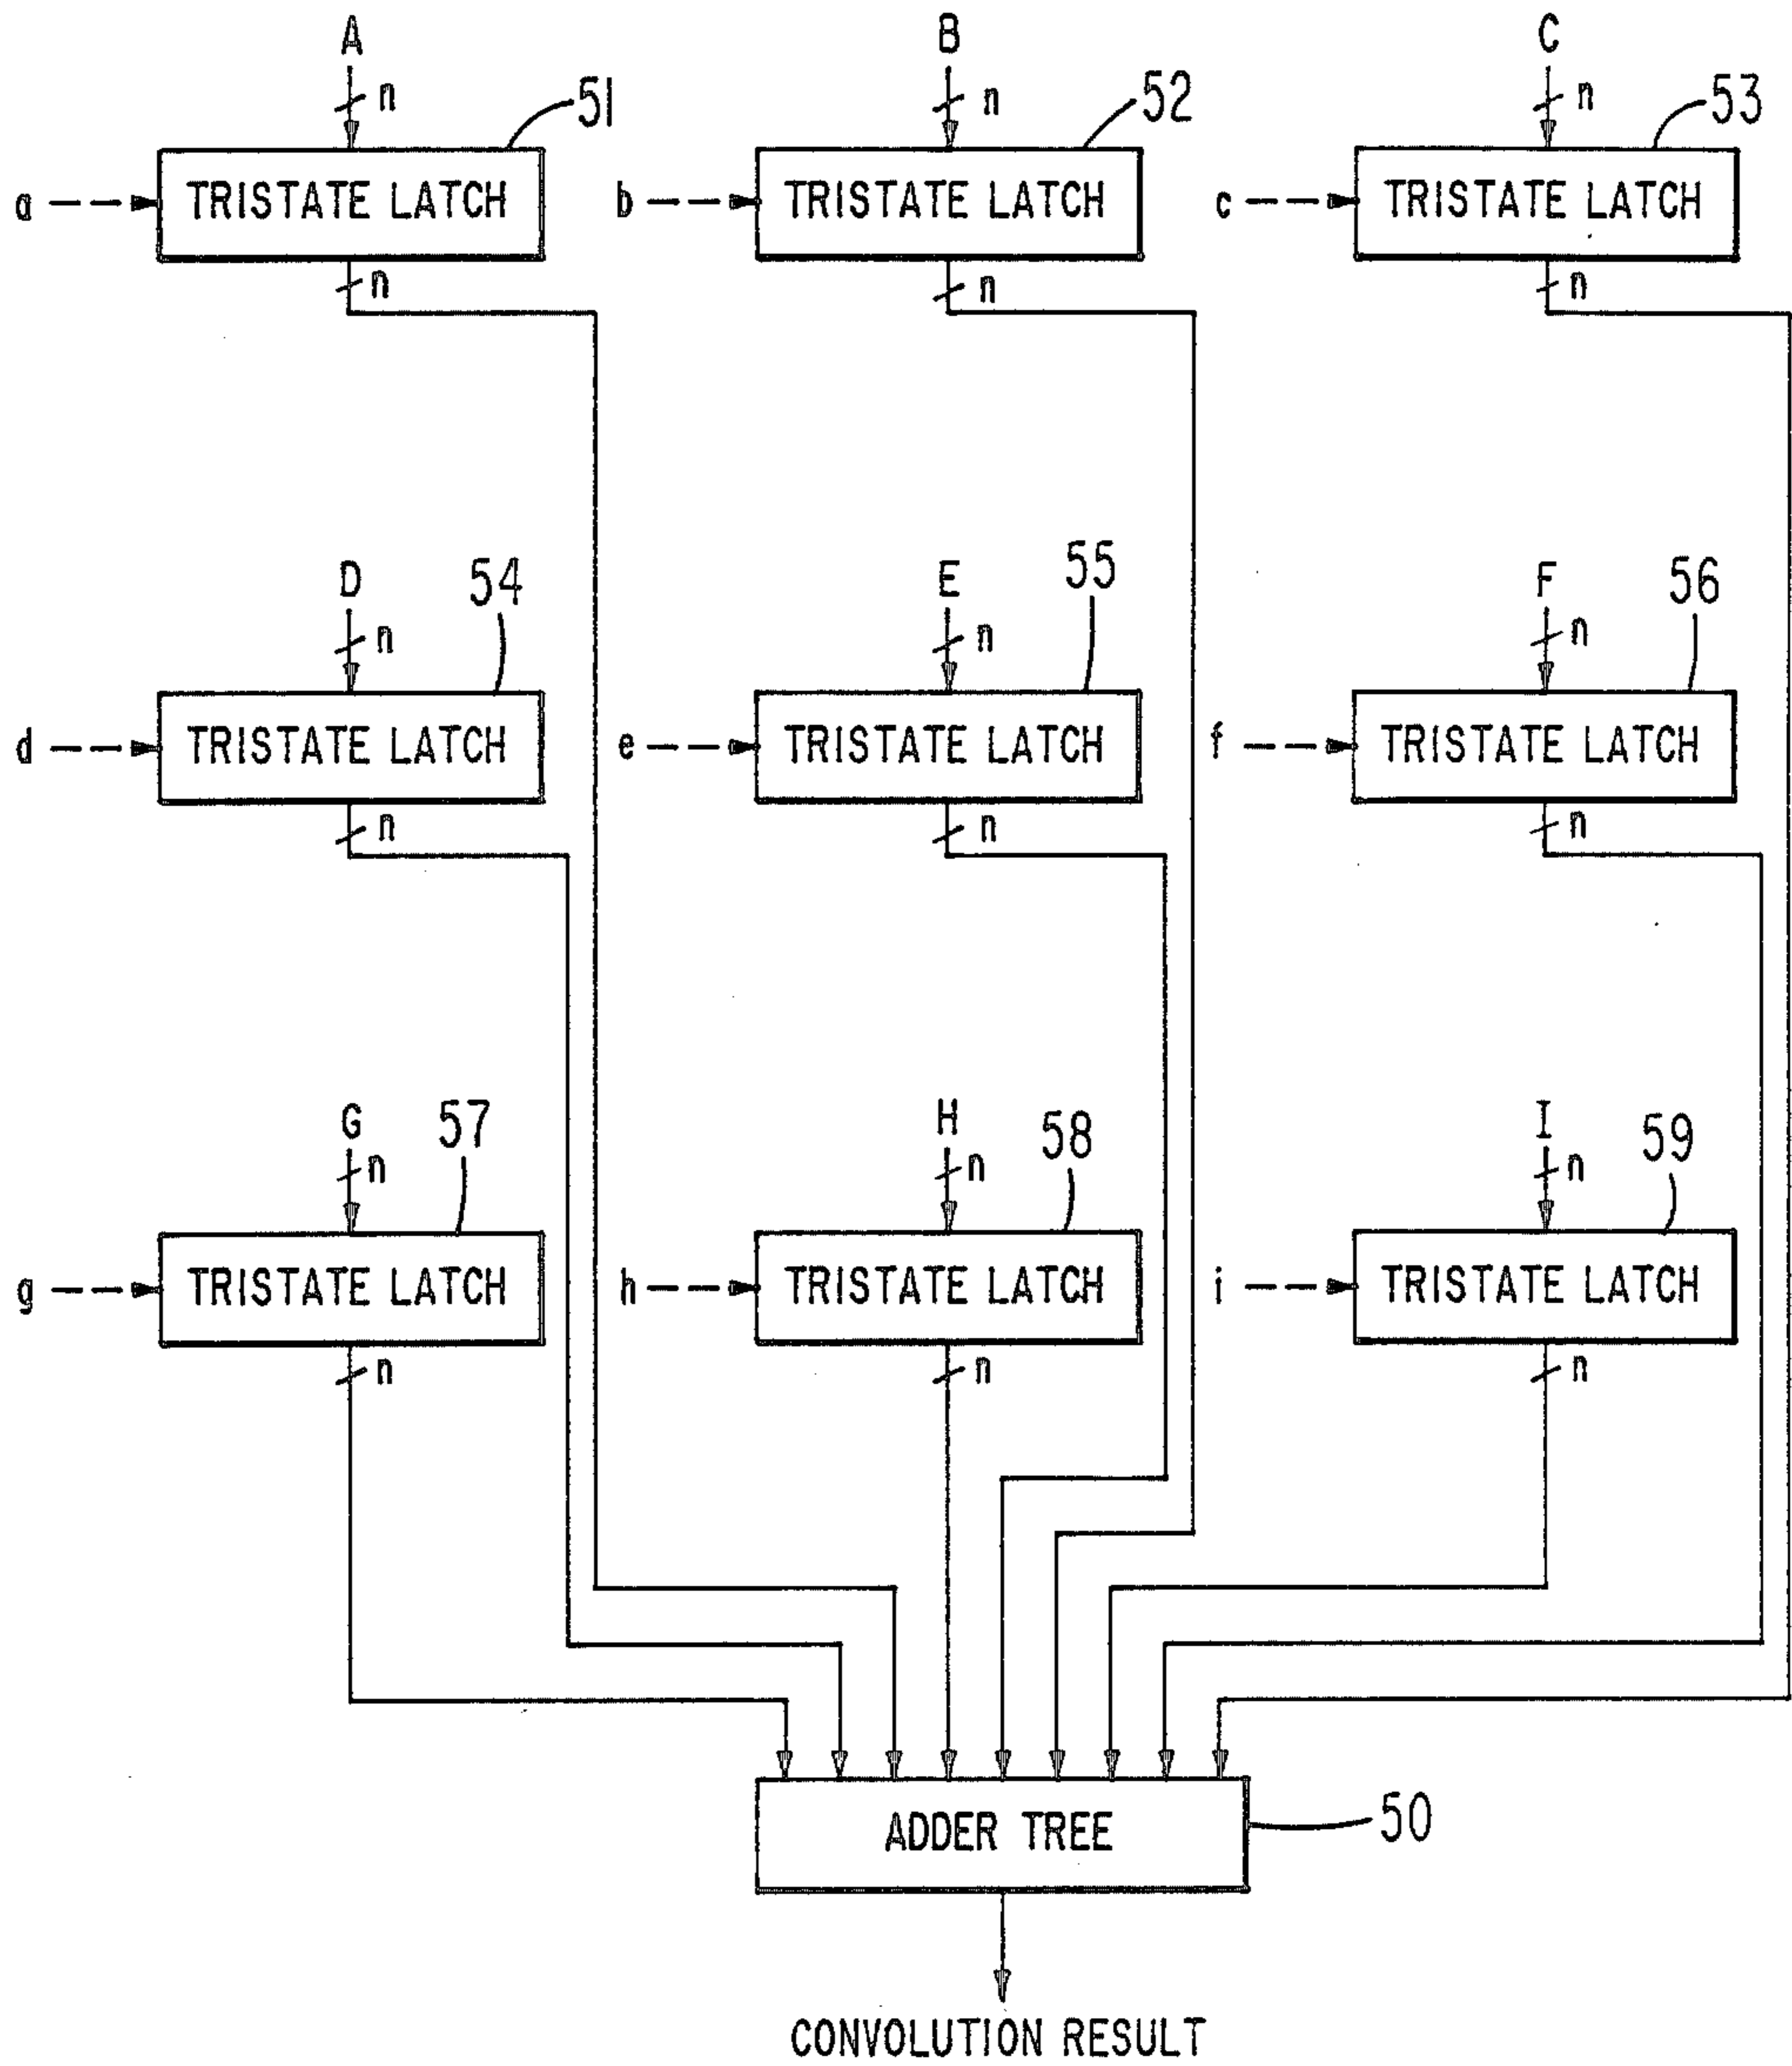 A B C
n n n
51 52 53
a TRISTATE LATCH b TRISTATE LATCH c TRISTATE LATCH
n n n
D E F
54 55 56
n n n
d TRISTATE LATCH e TRISTATE LATCH f TRISTATE LATCH
n n n
G H I
57 58 59
n n n
g TRISTATE LATCH h TRISTATE LATCH i TRISTATE LATCH
n n n
ADDER TREE 50
CONVOLUTION RESULT